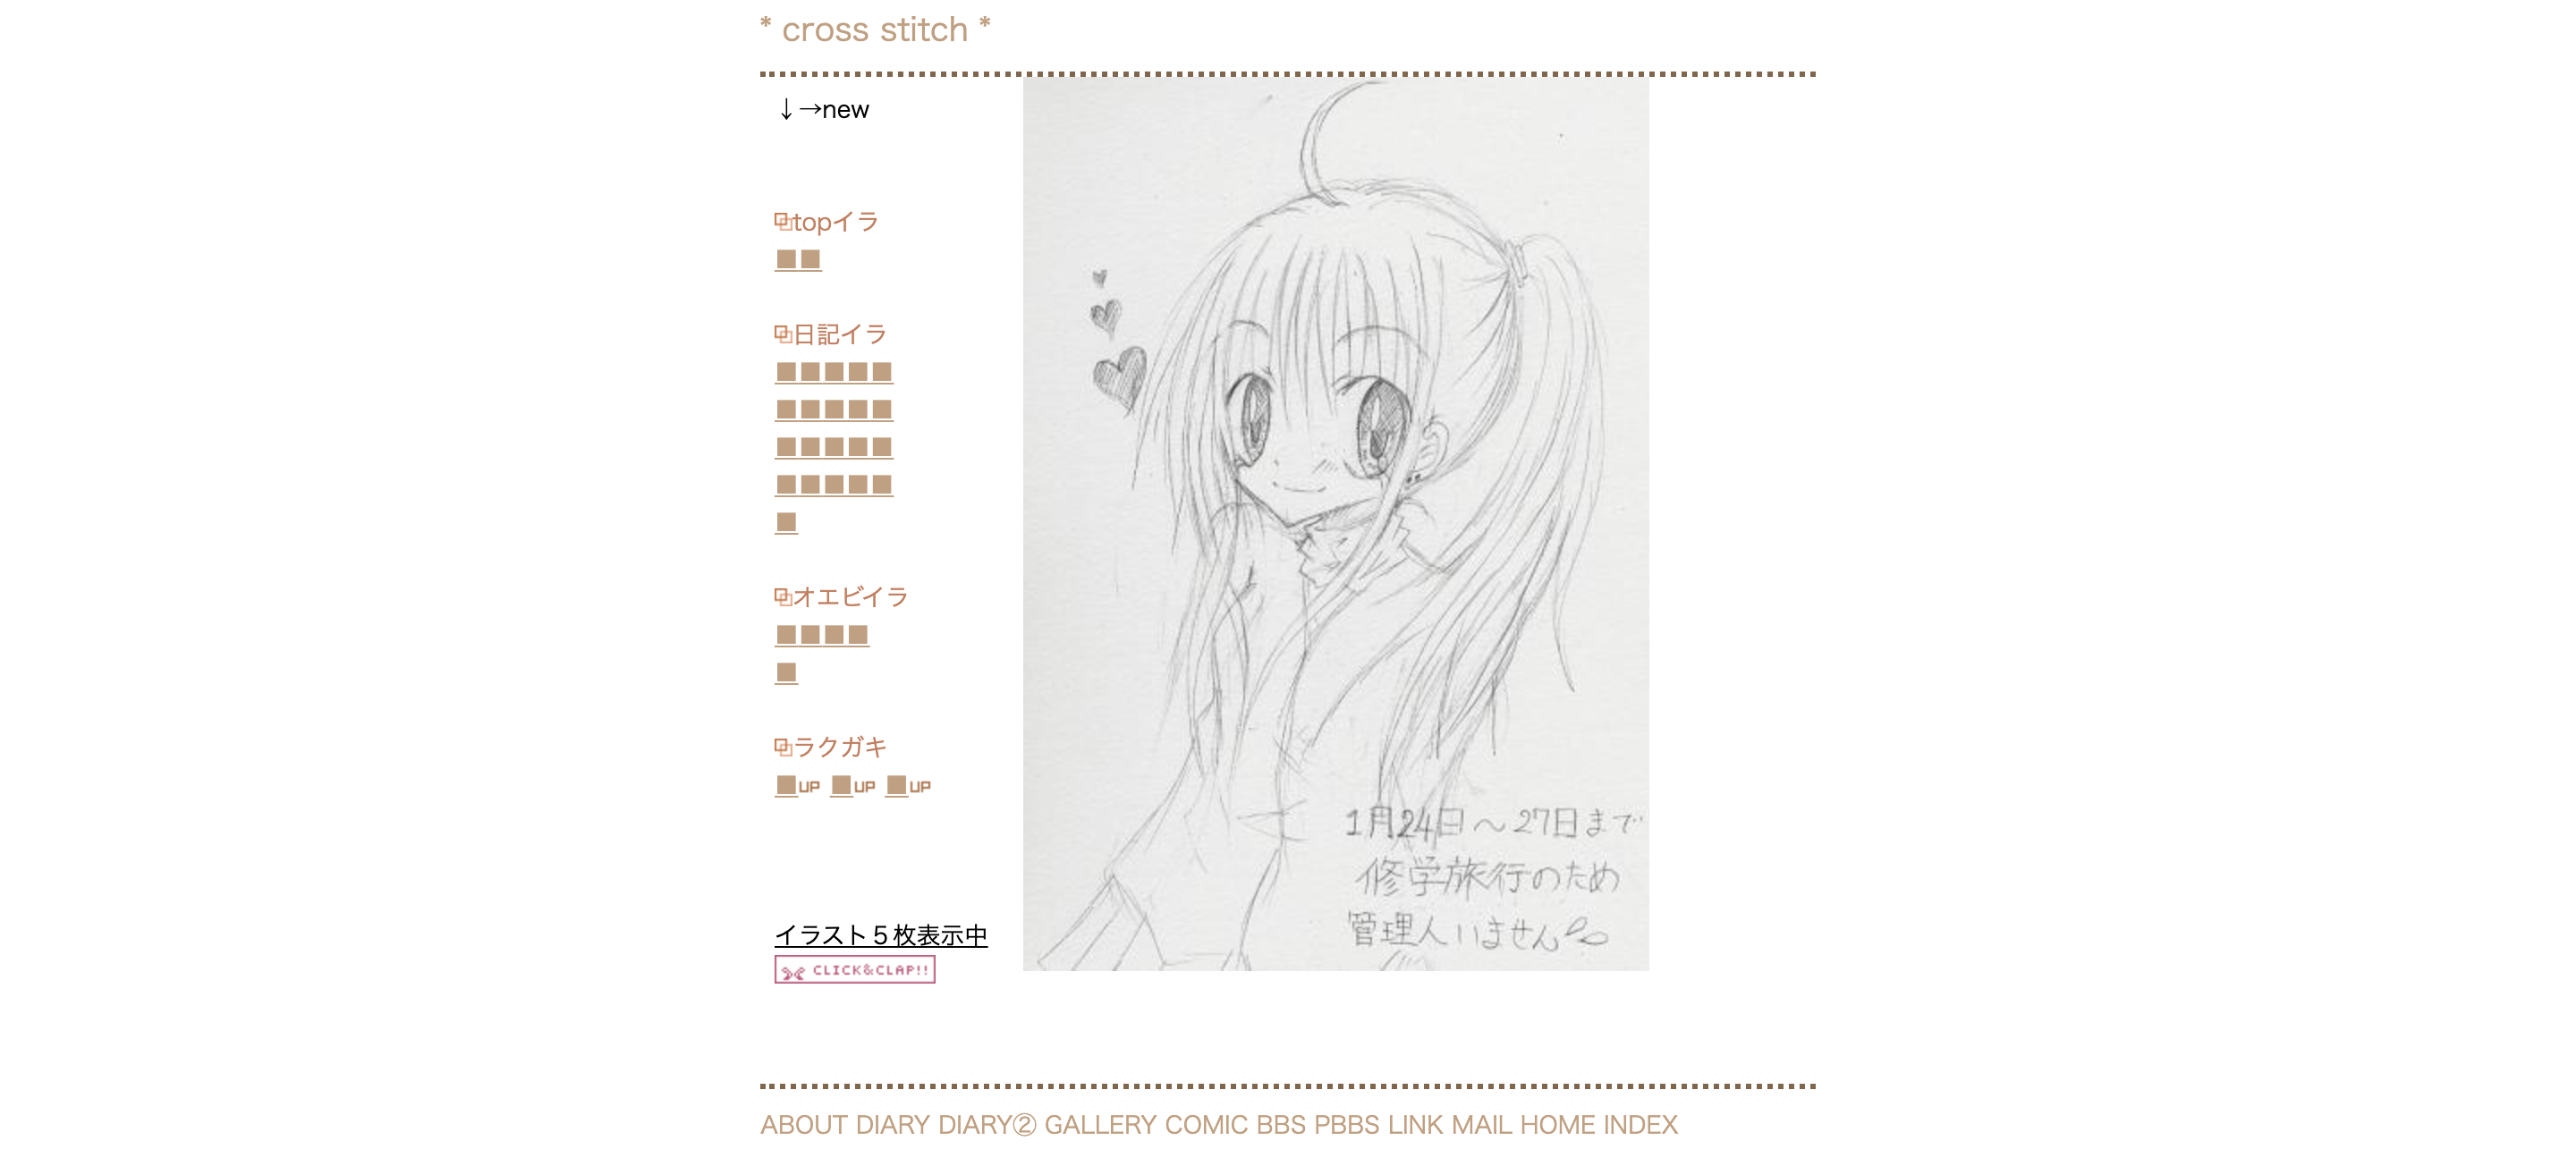 * cross stitch *
↓→new
topイラ
■■
日記イラ
■■■■■
■■■■■
■■■■■
■■■■■
■
オエビイラ
■■■■
■
ラクガキ
■UP ■UP ■UP
イラスト５枚表示中
CLICK&CLAP!!
1月24日～27日まで
修学旅行のため
管理人いません
ABOUT DIARY DIARY② GALLERY COMIC BBS PBBS LINK MAIL HOME INDEX